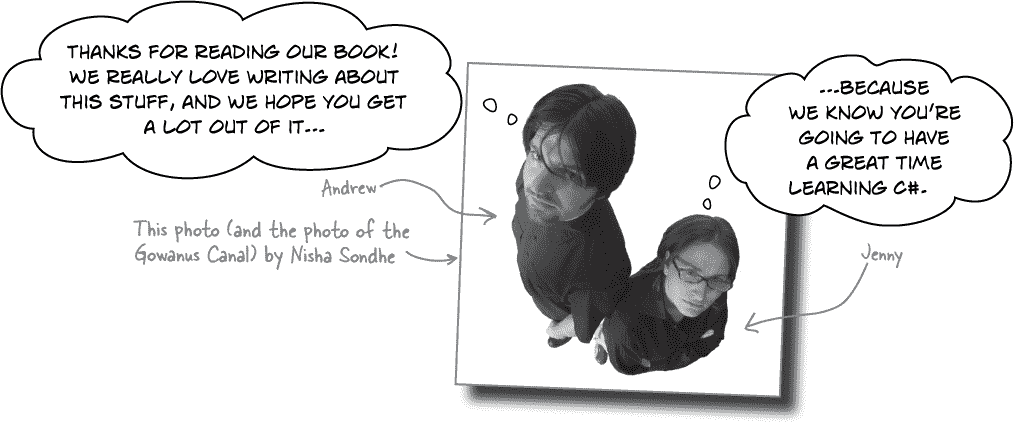 THANKS FOR READING OUR BOOK!
WE REALLY LOVE WRITING ABOUT
THIS STUFF, AND WE HOPE YOU GET
A LOT OUT OF IT...
...BECAUSE
WE KNOW YOU'RE
GOING TO HAVE
A GREAT TIME
LEARNING C#.
Andrew
This photo (and the photo of the
Gowanus Canal) by Nisha Sondhe
Jenny